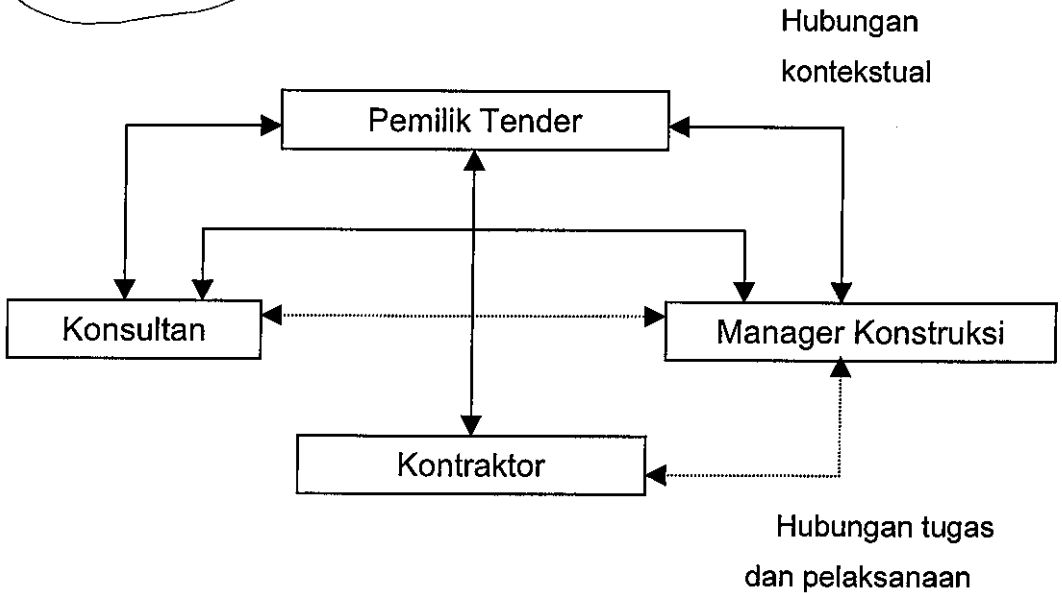 Hubungan
kontekstual
Pemilik Tender
Konsultan
Manager Konstruksi
Kontraktor
Hubungan tugas
dan pelaksanaan